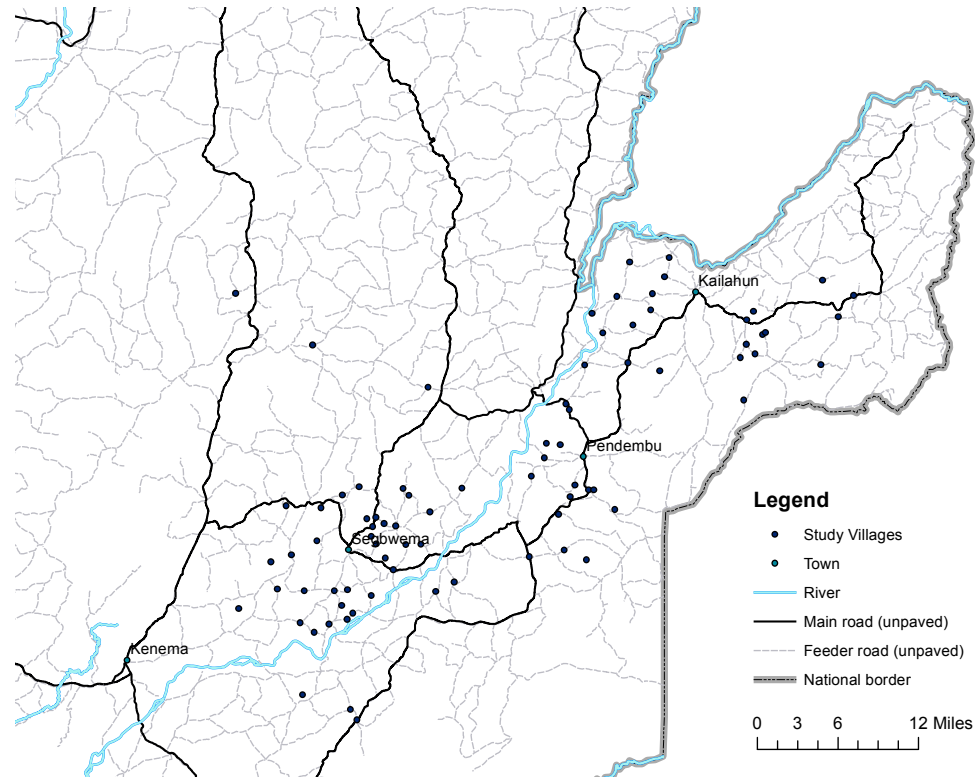 Kailahun
Pendembu
Segbwema
Kenema
Legend
Study Villages
Town
River
Main road (unpaved)
Feeder road (unpaved)
National border
0 3 6 12 Miles